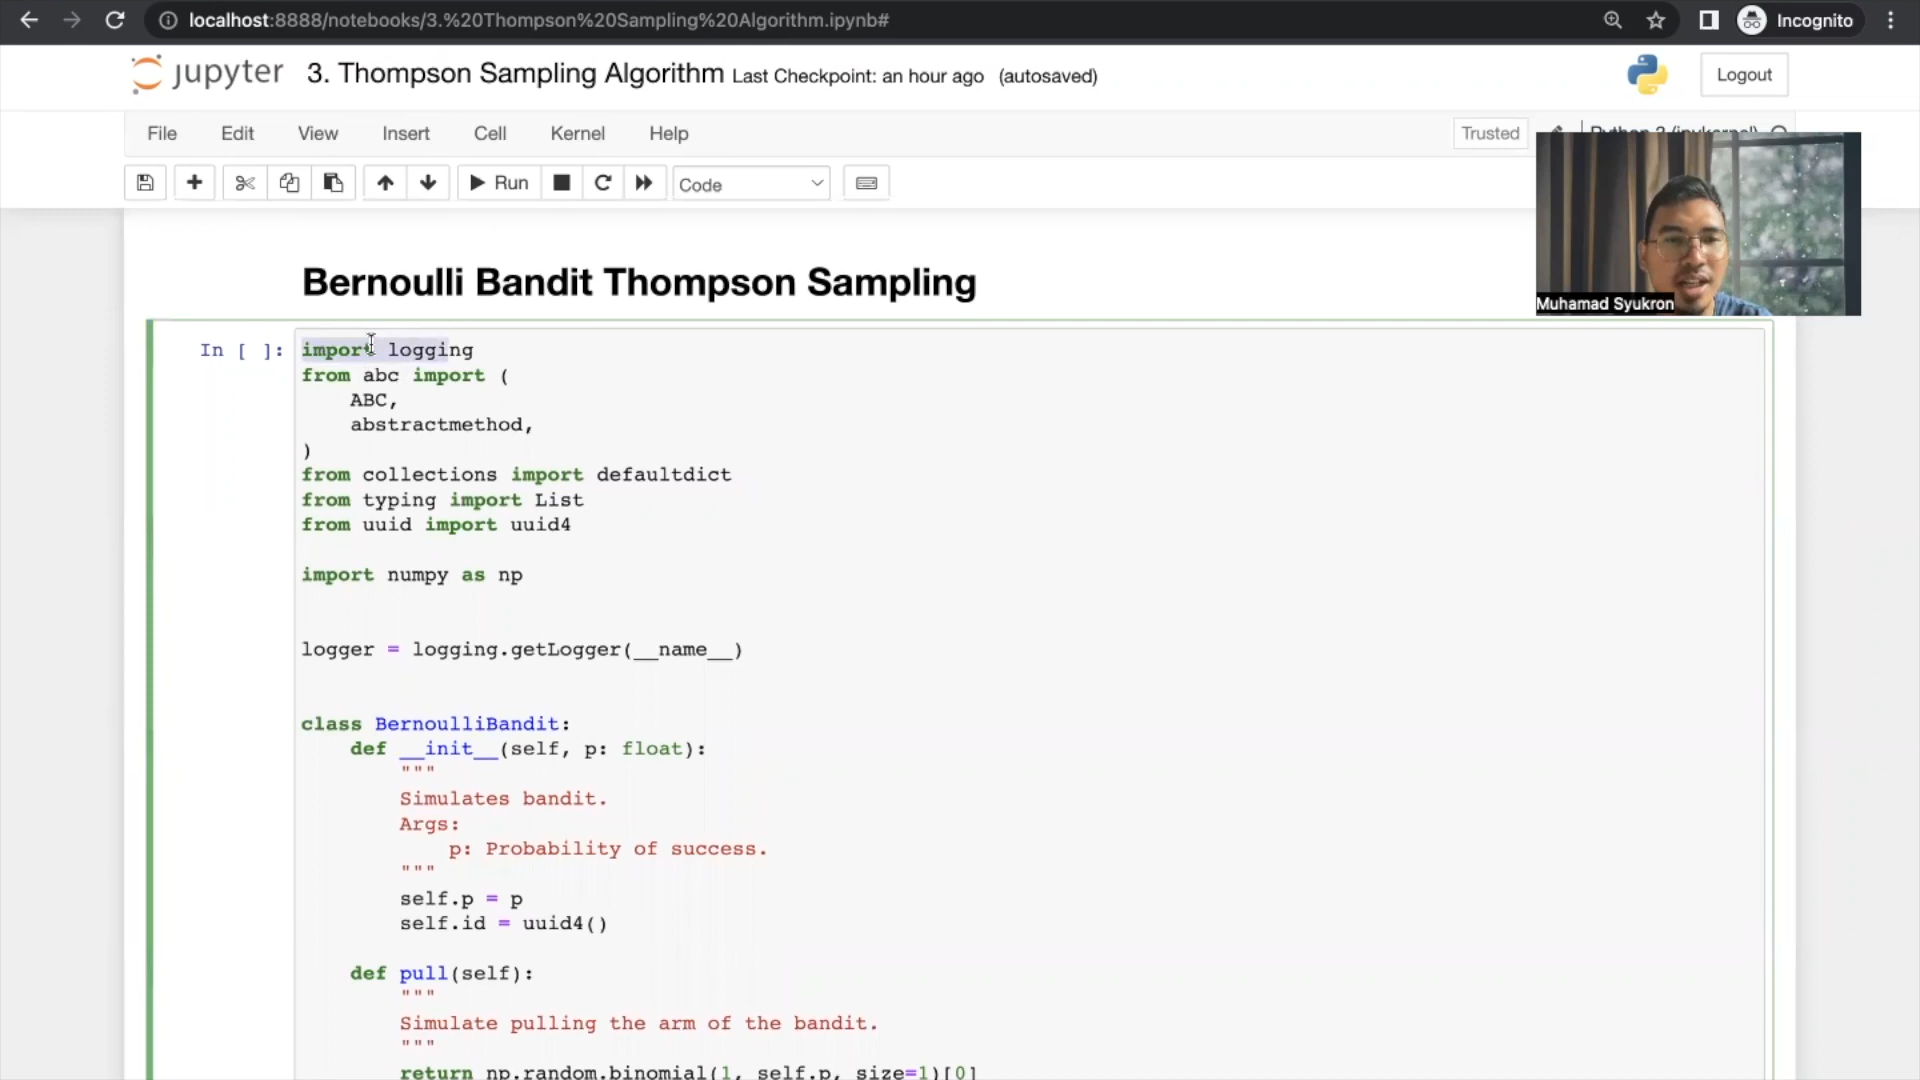 localhost:8888/notebooks/3.%20Thompson%20Sampling%20Algorithm.ipynb#
Incognito
jupyter 3. Thompson Sampling Algorithm Last Checkpoint: an hour ago (autosaved)
Logout
File Edit View Insert Cell Kernel Help
Trusted
Python 3 (ipykernel)
Run
Code
Muhamad Syukron
Bernoulli Bandit Thompson Sampling
In [ ]:
import logging
from abc import (
    ABC,
    abstractmethod,
)
from collections import defaultdict
from typing import List
from uuid import uuid4
import numpy as np
logger = logging.getLogger(__name__)
class BernoulliBandit:
    def __init__(self, p: float):
        """
        Simulates bandit.
        Args:
            p: Probability of success.
        """
        self.p = p
        self.id = uuid4()
    def pull(self):
        """
        Simulate pulling the arm of the bandit.
        """
        return np.random.binomial(1, self.p, size=1)[0]